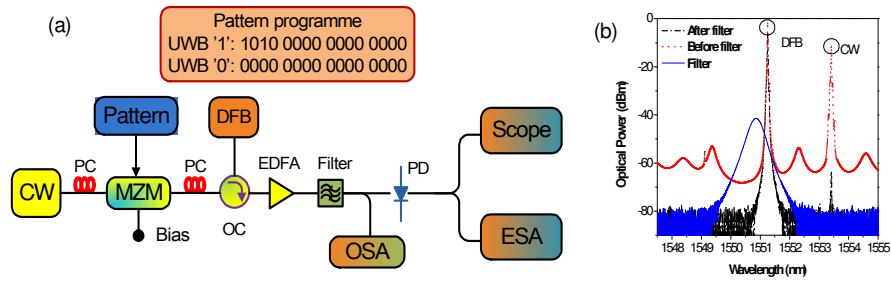 (a)
Pattern programme
UWB '1': 1010 0000 0000 0000
UWB '0': 0000 0000 0000 0000
Pattern
DFB
Scope
PC
PC
EDFA
Filter
PD
CW
MZM
OC
Bias
OSA
ESA
(b)
After filter
Before filter
Filter
DFB
CW
Optical Power (dBm)
0
-20
-40
-60
-80
1548 1549 1550 1551 1552 1553 1554 1555
Wavelength (nm)